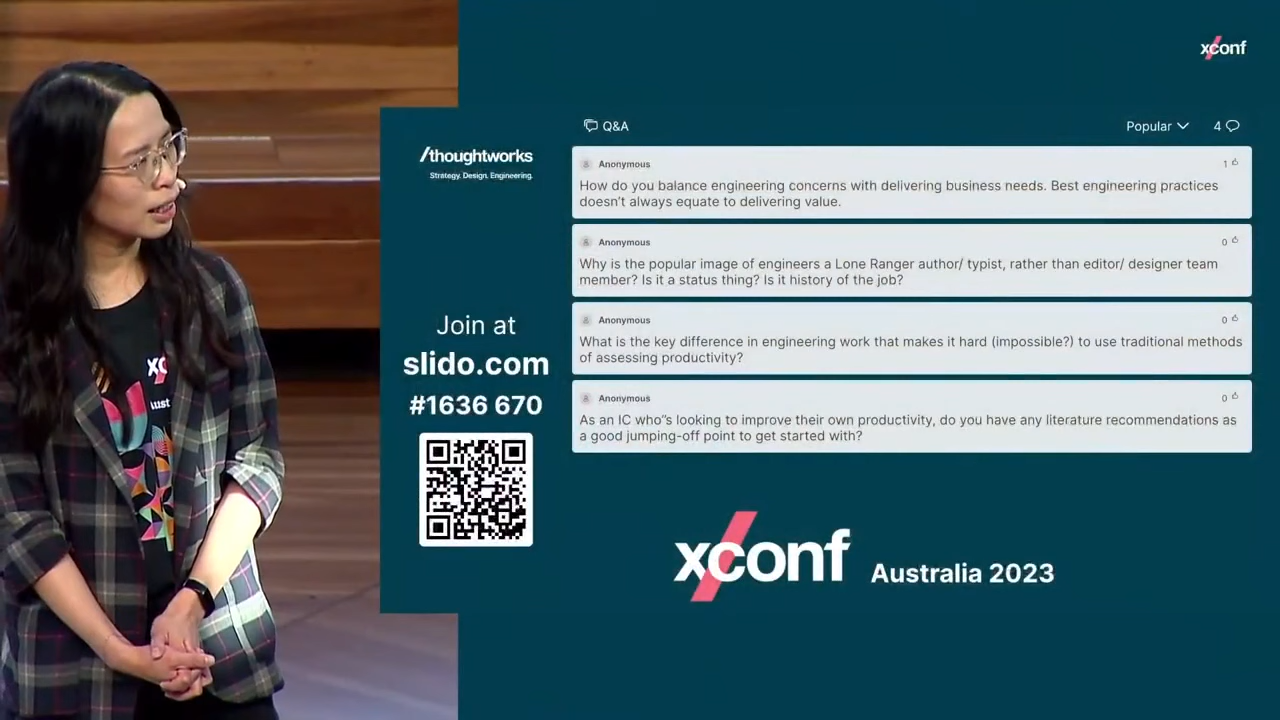 xconf
Q&A
Popular
4
/thoughtworks
Strategy. Design. Engineering.
Anonymous
1
How do you balance engineering concerns with delivering business needs. Best engineering practices
doesn't always equate to delivering value.
Anonymous
0
Why is the popular image of engineers a Lone Ranger author/ typist, rather than editor/ designer team
member? Is it a status thing? Is it history of the job?
Anonymous
0
What is the key difference in engineering work that makes it hard (impossible?) to use traditional methods
of assessing productivity?
Anonymous
0
As an IC who"s looking to improve their own productivity, do you have any literature recommendations as
a good jumping-off point to get started with?
Join at
slido.com
#1636 670
xconf Australia 2023
xc